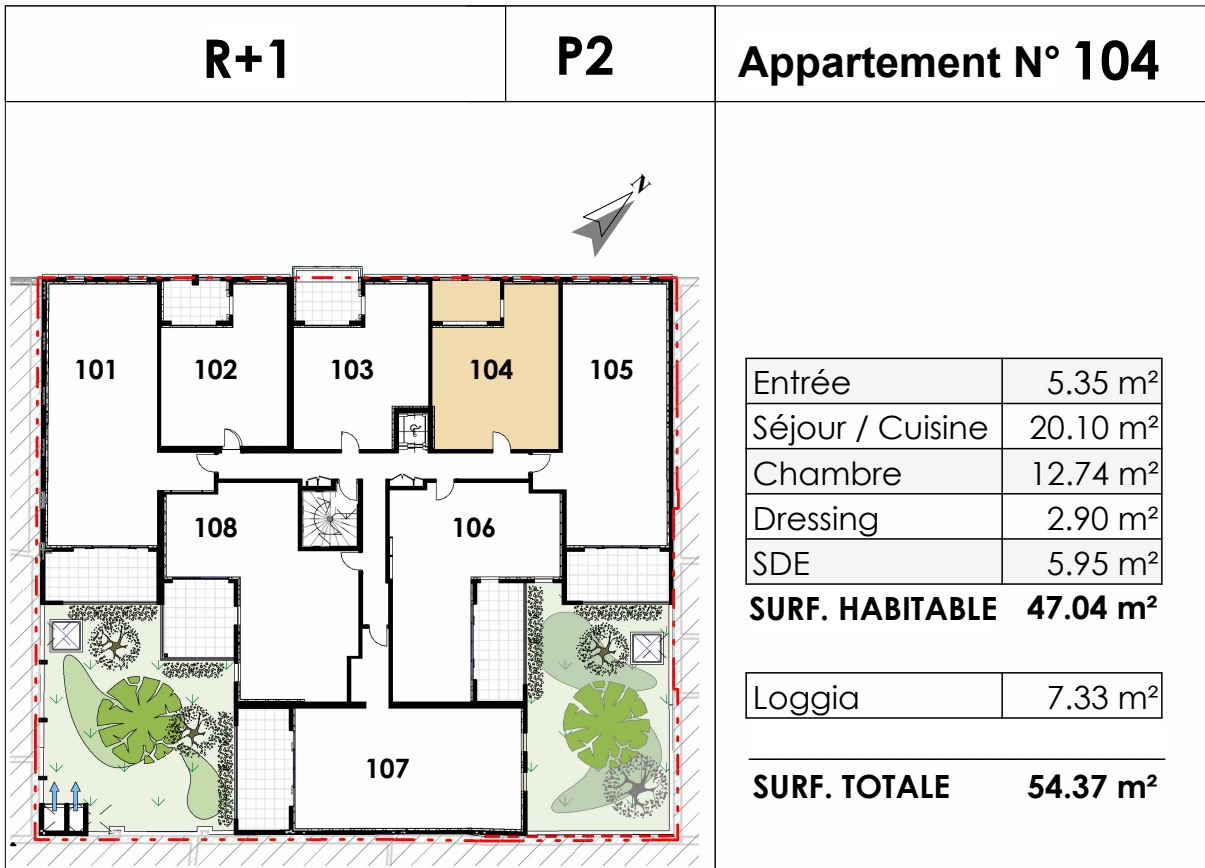 R+1 P2 Appartement N° 104
N
101 102 103 104 105
108 106
107
Entrée 5.35 m²
Séjour / Cuisine 20.10 m²
Chambre 12.74 m²
Dressing 2.90 m²
SDE 5.95 m²
SURF. HABITABLE 47.04 m²
Loggia 7.33 m²
SURF. TOTALE 54.37 m²